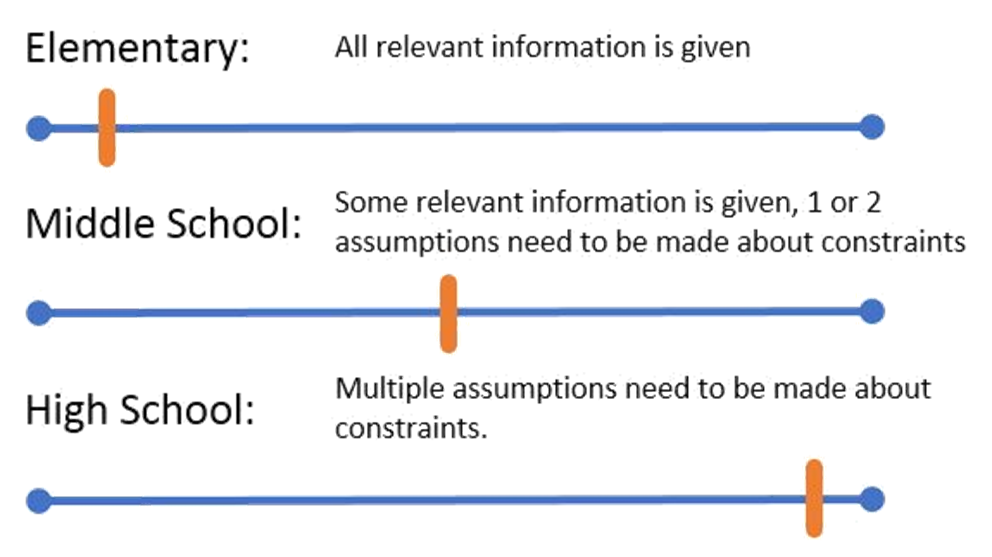 Elementary:
All relevant information is given
Middle School:
Some relevant information is given, 1 or 2
assumptions need to be made about constraints
High School:
Multiple assumptions need to be made about
constraints.